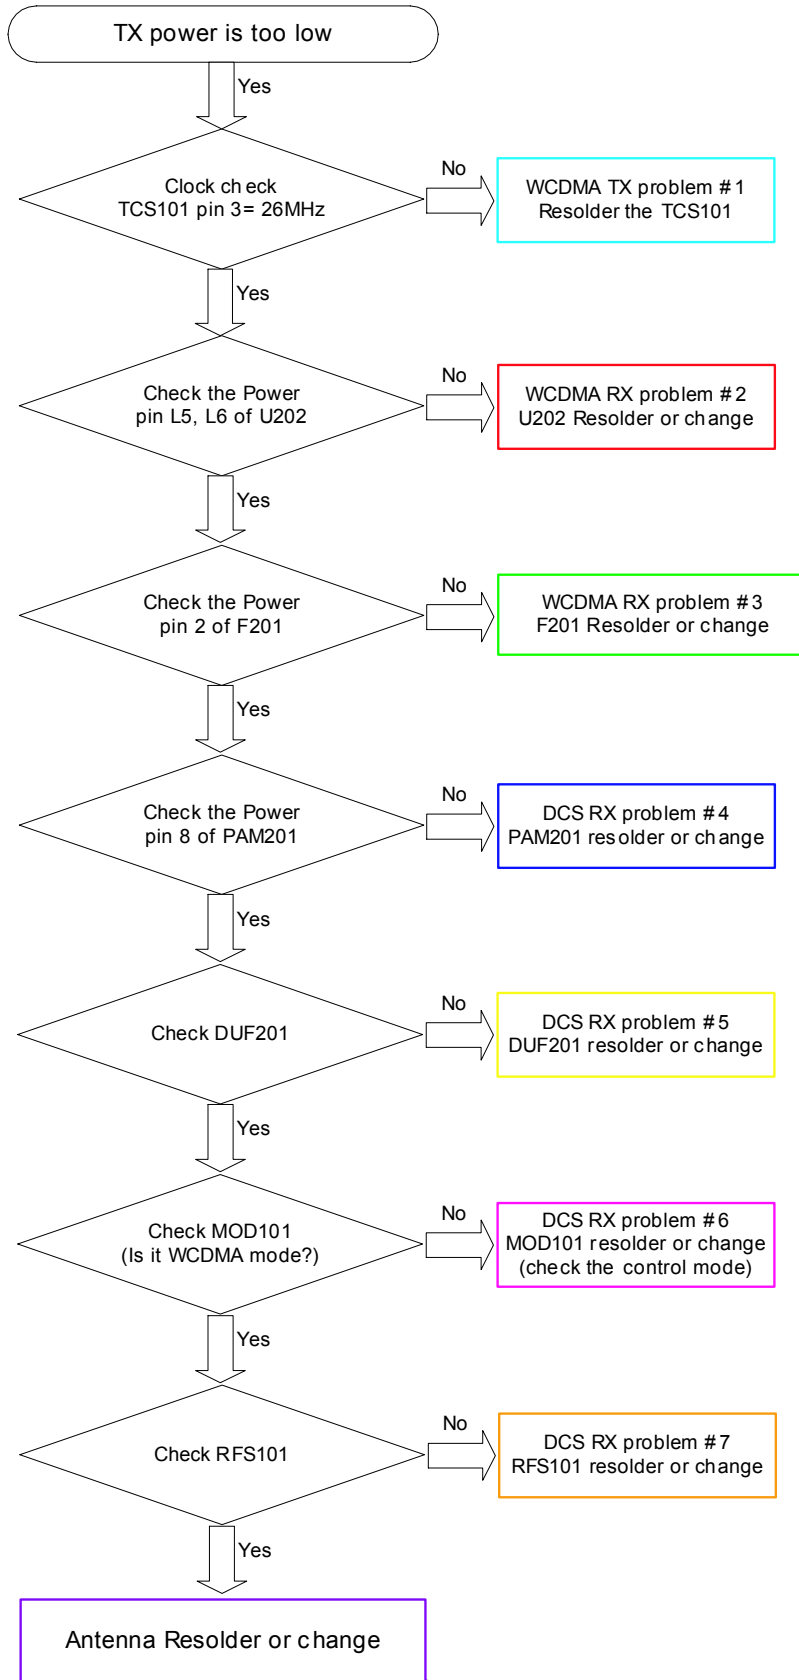 TX power is too low
Yes
Clock check
TCS101 pin 3= 26MHz
No
WCDMA TX problem #1
Resolder the TCS101
Yes
Check the Power
pin L5, L6 of U202
No
WCDMA RX problem #2
U202 Resolder or change
Yes
Check the Power
pin 2 of F201
No
WCDMA RX problem #3
F201 Resolder or change
Yes
Check the Power
pin 8 of PAM201
No
DCS RX problem #4
PAM201 resolder or change
Yes
Check DUF201
No
DCS RX problem #5
DUF201 resolder or change
Yes
Check MOD101
(Is it WCDMA mode?)
No
DCS RX problem #6
MOD101 resolder or change
(check the control mode)
Yes
Check RFS101
No
DCS RX problem #7
RFS101 resolder or change
Yes
Antenna Resolder or change